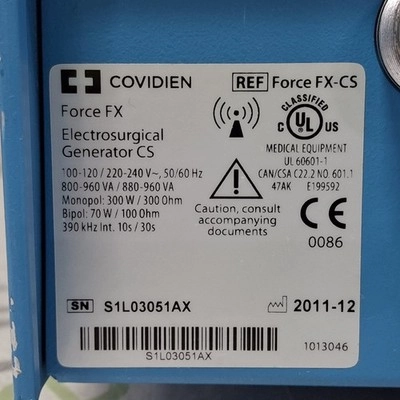 COVIDIEN
REF Force FX-CS
Force FX
Electrosurgical
Generator CS
100-120 / 220-240 V~, 50/60 Hz
800-960 VA / 880-960 VA
Monopol: 300 W / 300 Ohm
Bipol: 70 W / 100 Ohm
390 kHz Int. 10s / 30s
Caution, consult
accompanying
documents
CLASSIFIED
C UL US
MEDICAL EQUIPMENT
UL 60601-1
CAN/CSA C22.2 NO. 601.1
47AK E199592
CE
0086
SN S1L03051AX
2011-12
S1L03051AX
1013046